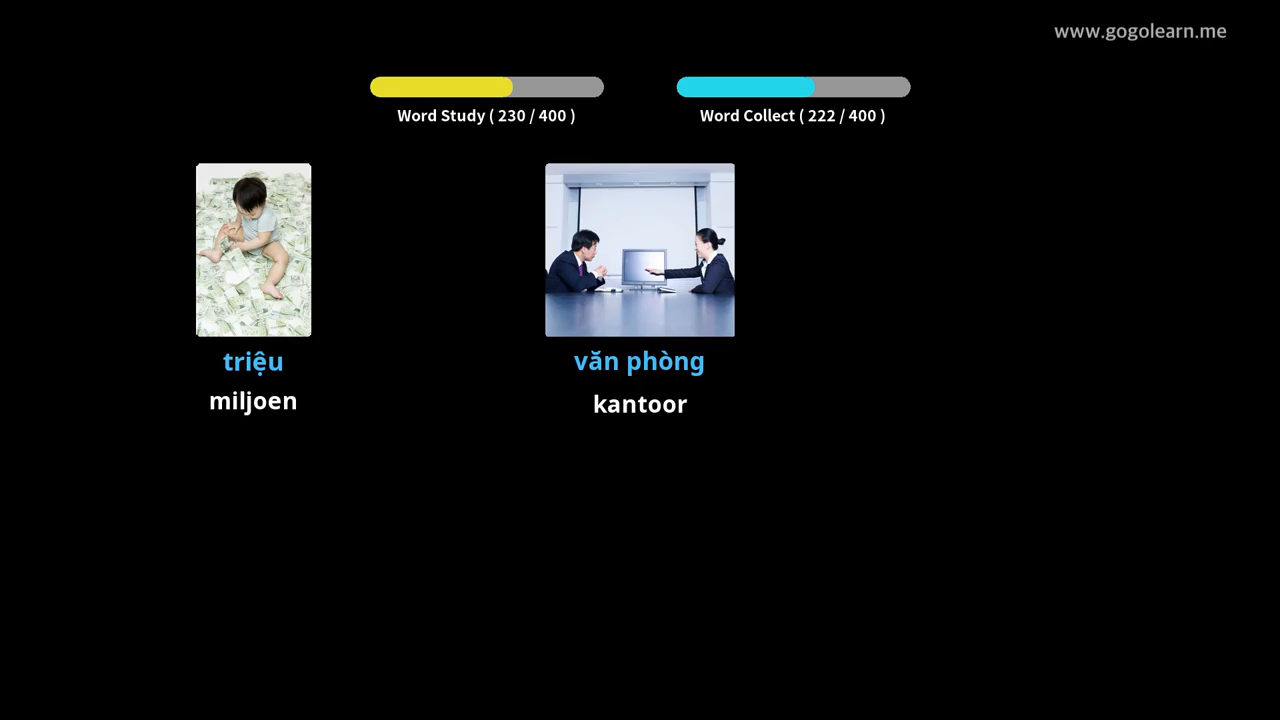 www.gogolearn.me
Word Study ( 230 / 400 )
Word Collect ( 222 / 400 )
triệu
miljoen
văn phòng
kantoor